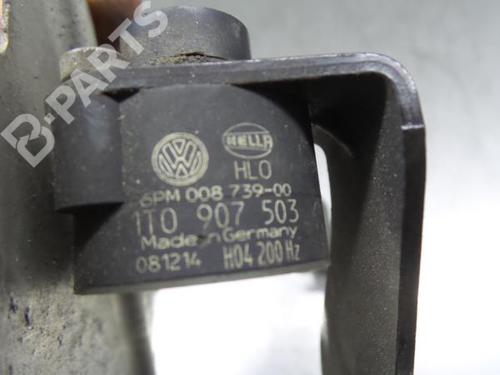 B-PARTS
HELLA
HLO
6PM 008 739-00
1T0 907 503
Made in Germany
081214 H04 200 Hz